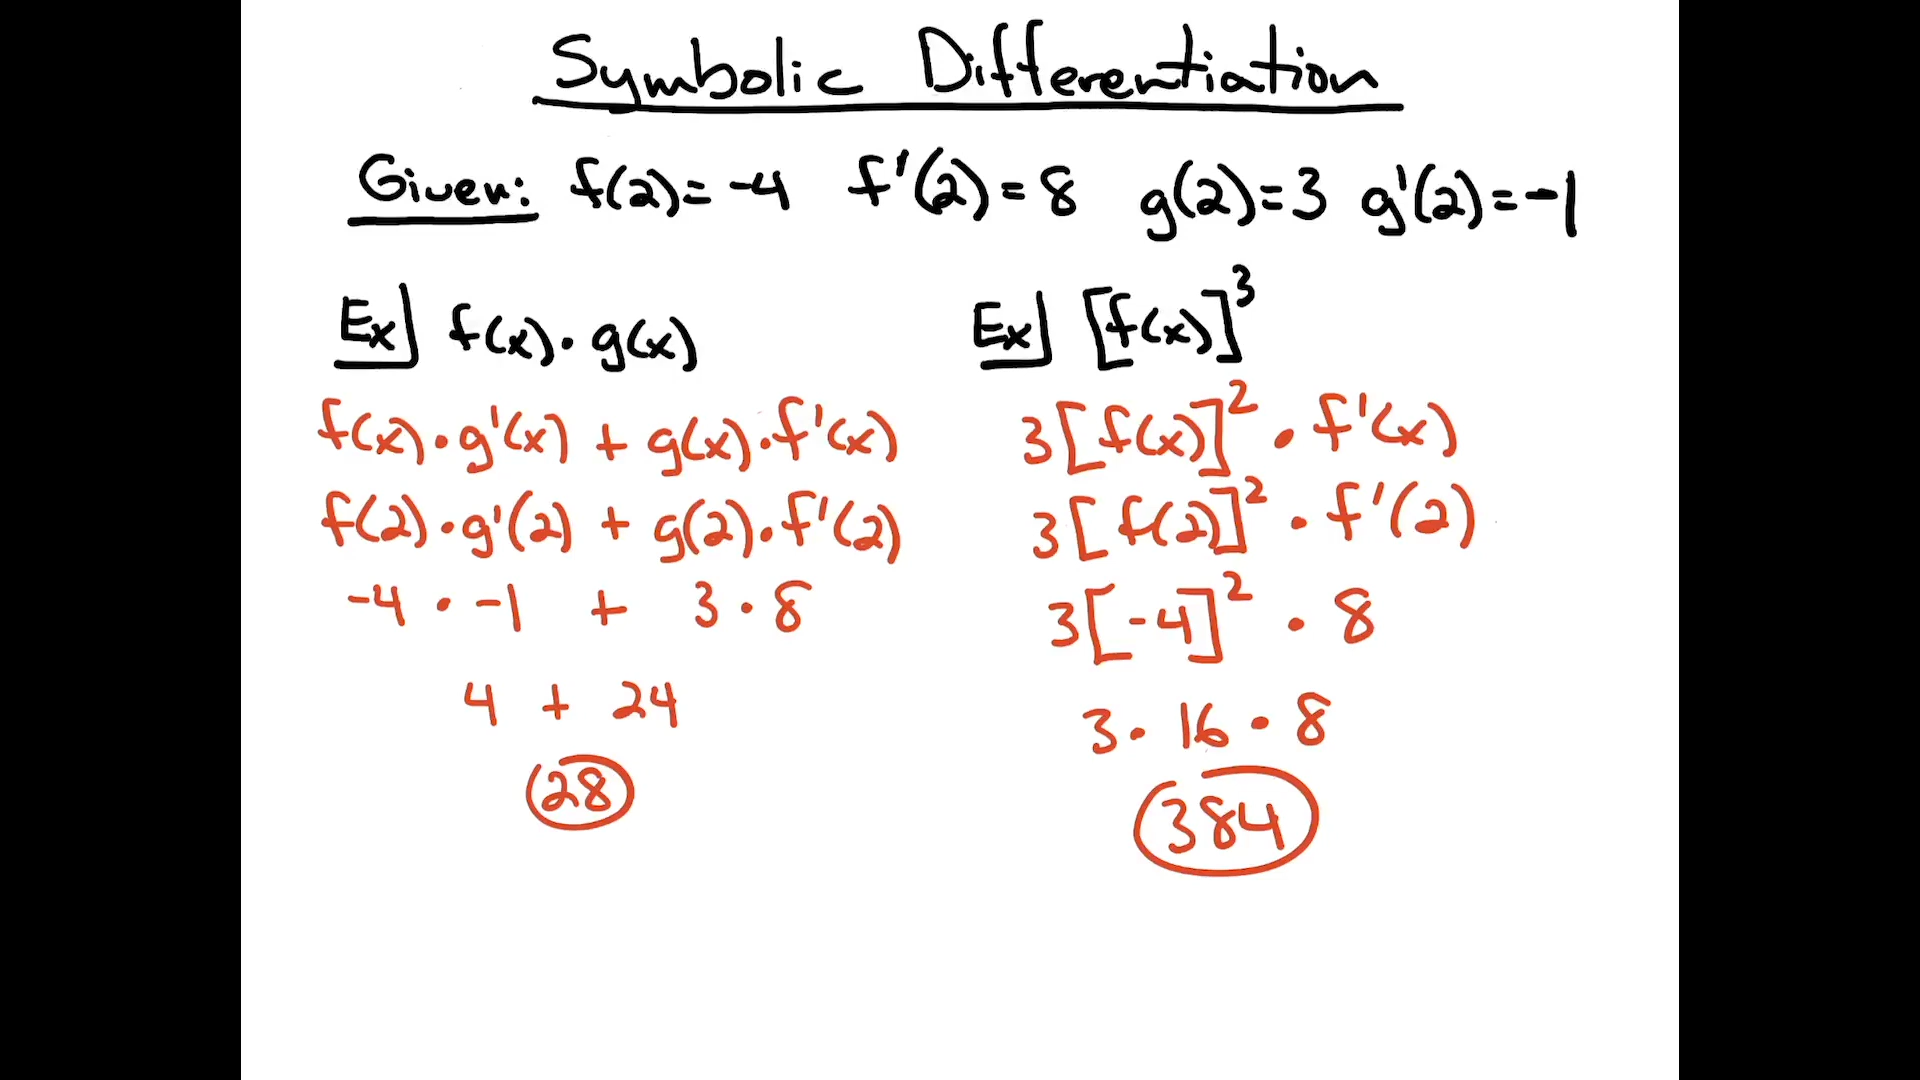 Symbolic Differentiation
Given: f(2)=-4 f'(2)=8 g(2)=3 g'(2)=-1
Ex] f(x)·g(x)
f(x)·g'(x) + g(x)·f'(x)
f(2)·g'(2) + g(2)·f'(2)
-4 · -1 + 3·8
4 + 24
28
Ex] [f(x)]³
3[f(x)]² · f'(x)
3[f(2)]² · f'(2)
3[-4]² · 8
3 · 16 · 8
384